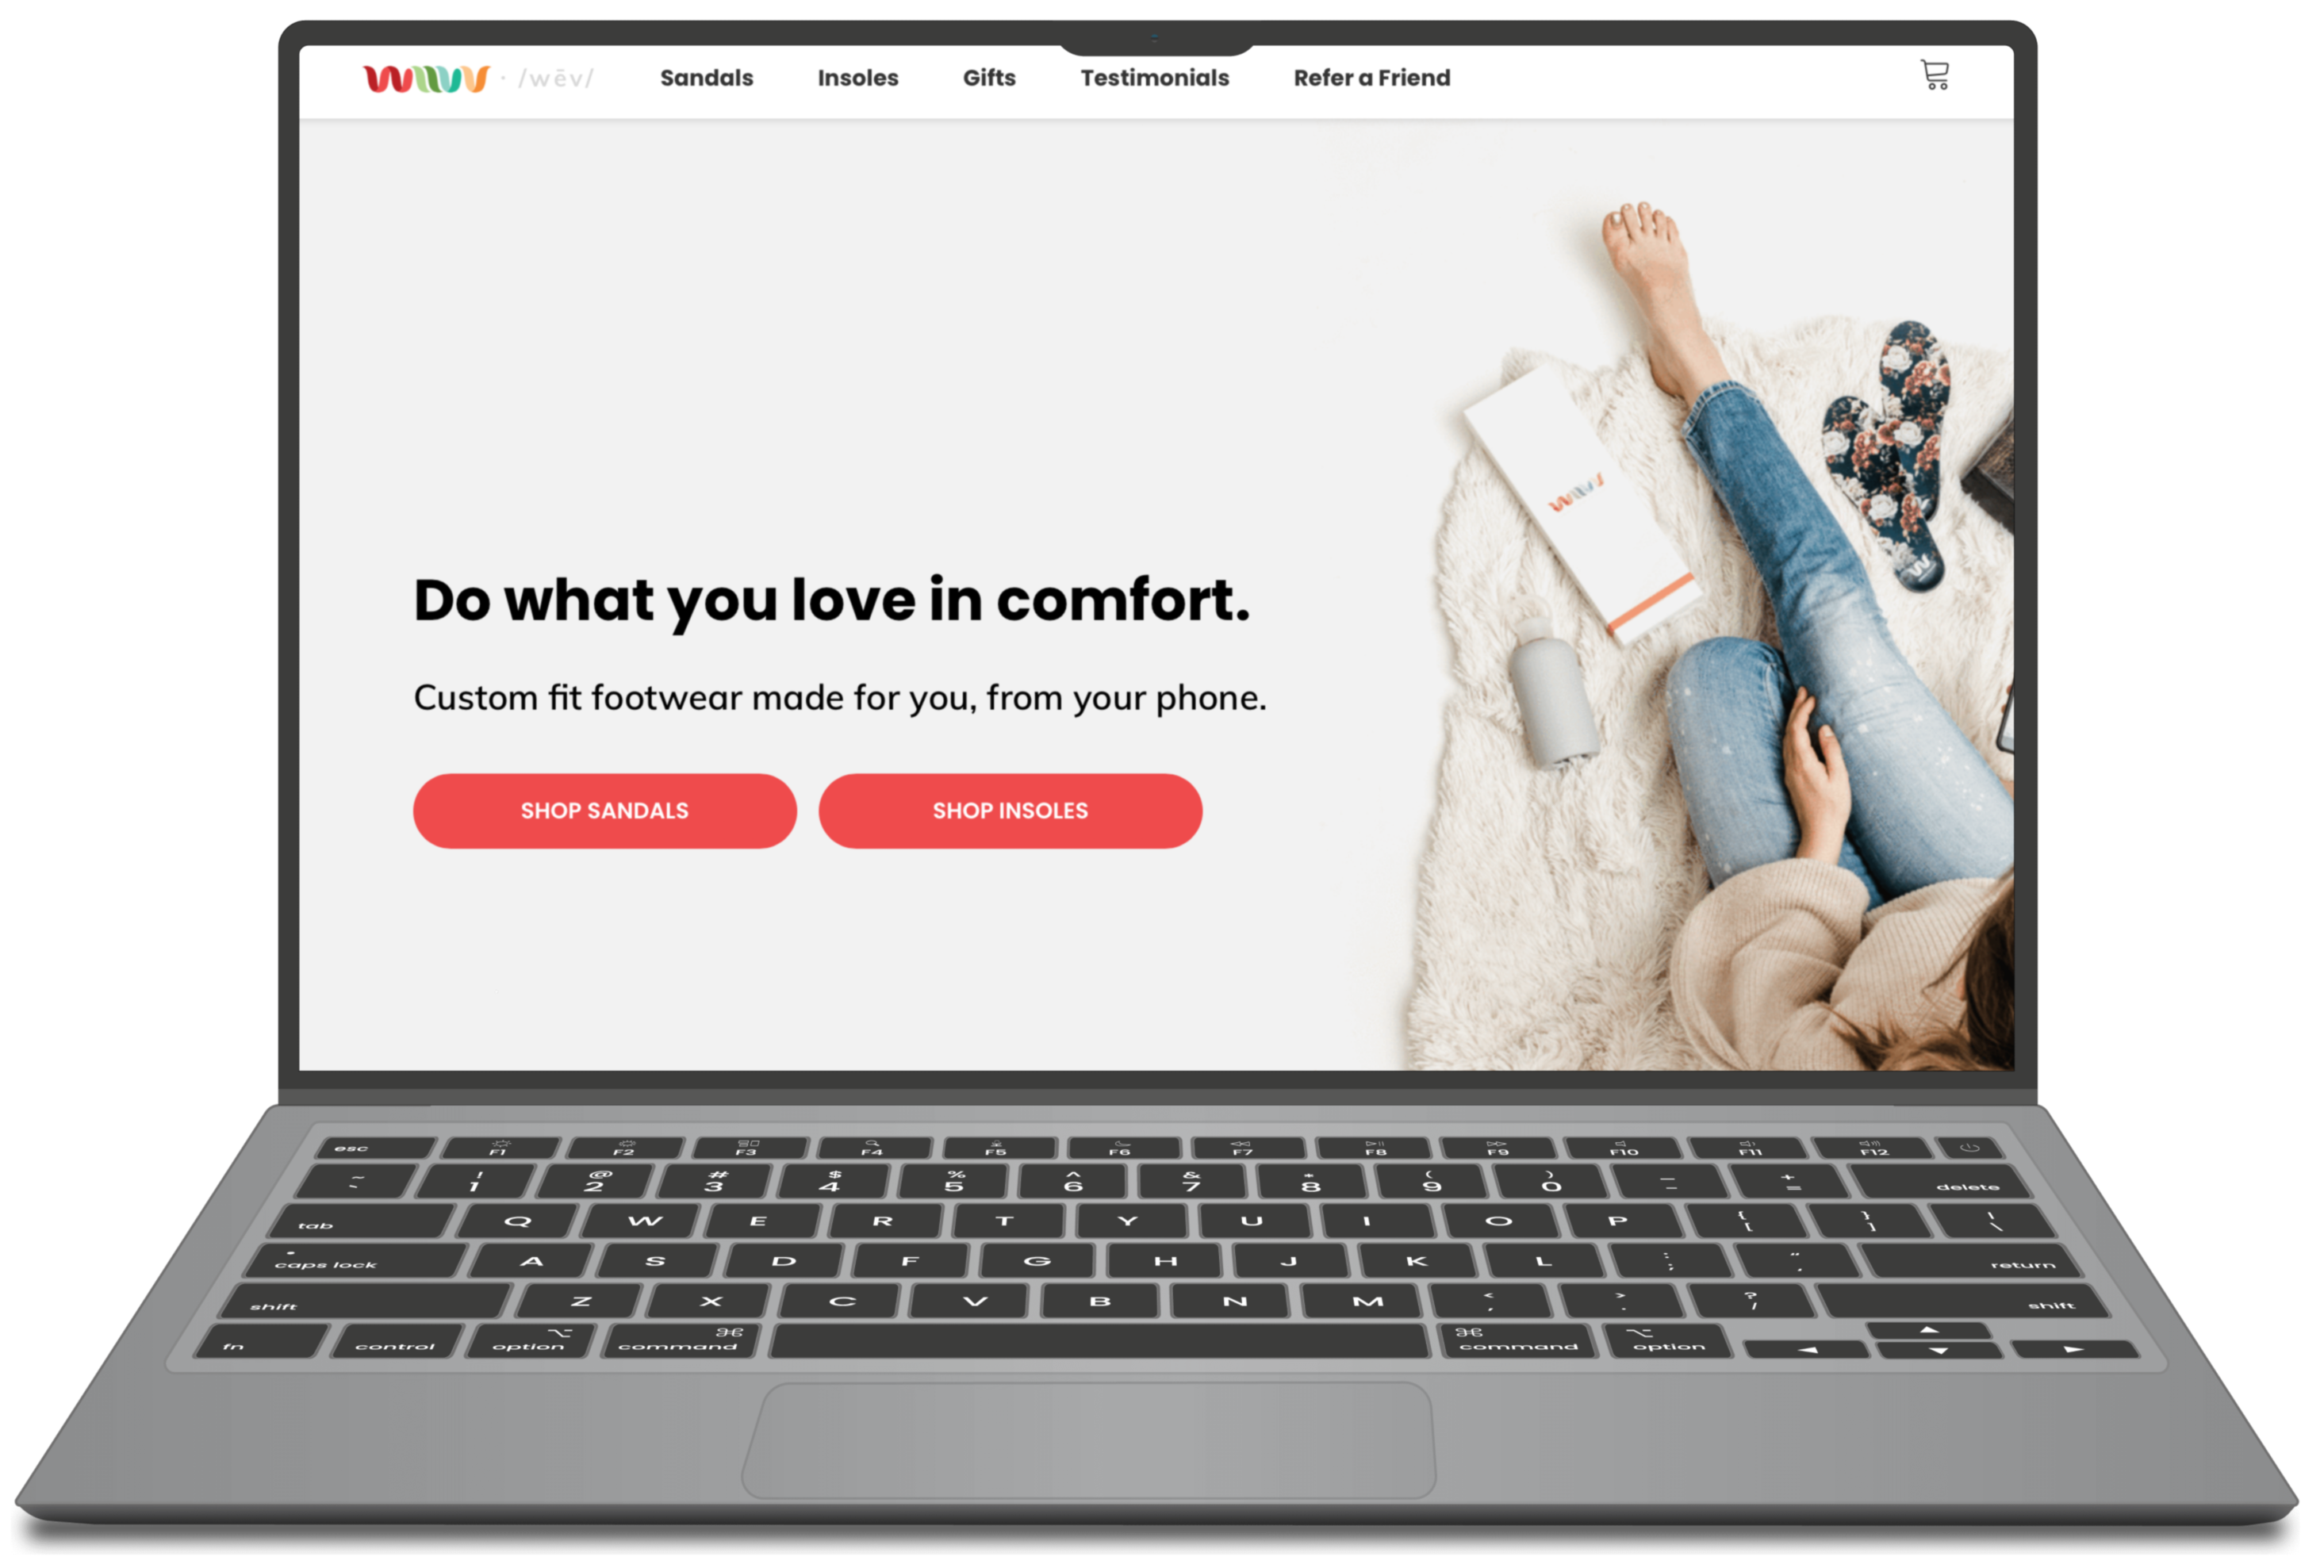 wiivv · /wēv/ Sandals Insoles Gifts Testimonials Refer a Friend
wiivv
Do what you love in comfort.
Custom fit footwear made for you, from your phone.
SHOP SANDALS SHOP INSOLES
esc F1 F2 F3 F4 F5 F6 F7 F8 F9 F10 F11 F12
~ ! @ # $ % ^ & * ( ) _ +
` 1 2 3 4 5 6 7 8 9 0 - = delete
tab Q W E R T Y U I O P { [ } ] | \
caps lock A S D F G H J K L : ; " ' return
shift Z X C V B N M < , > . ? / shift
fn control option command command option